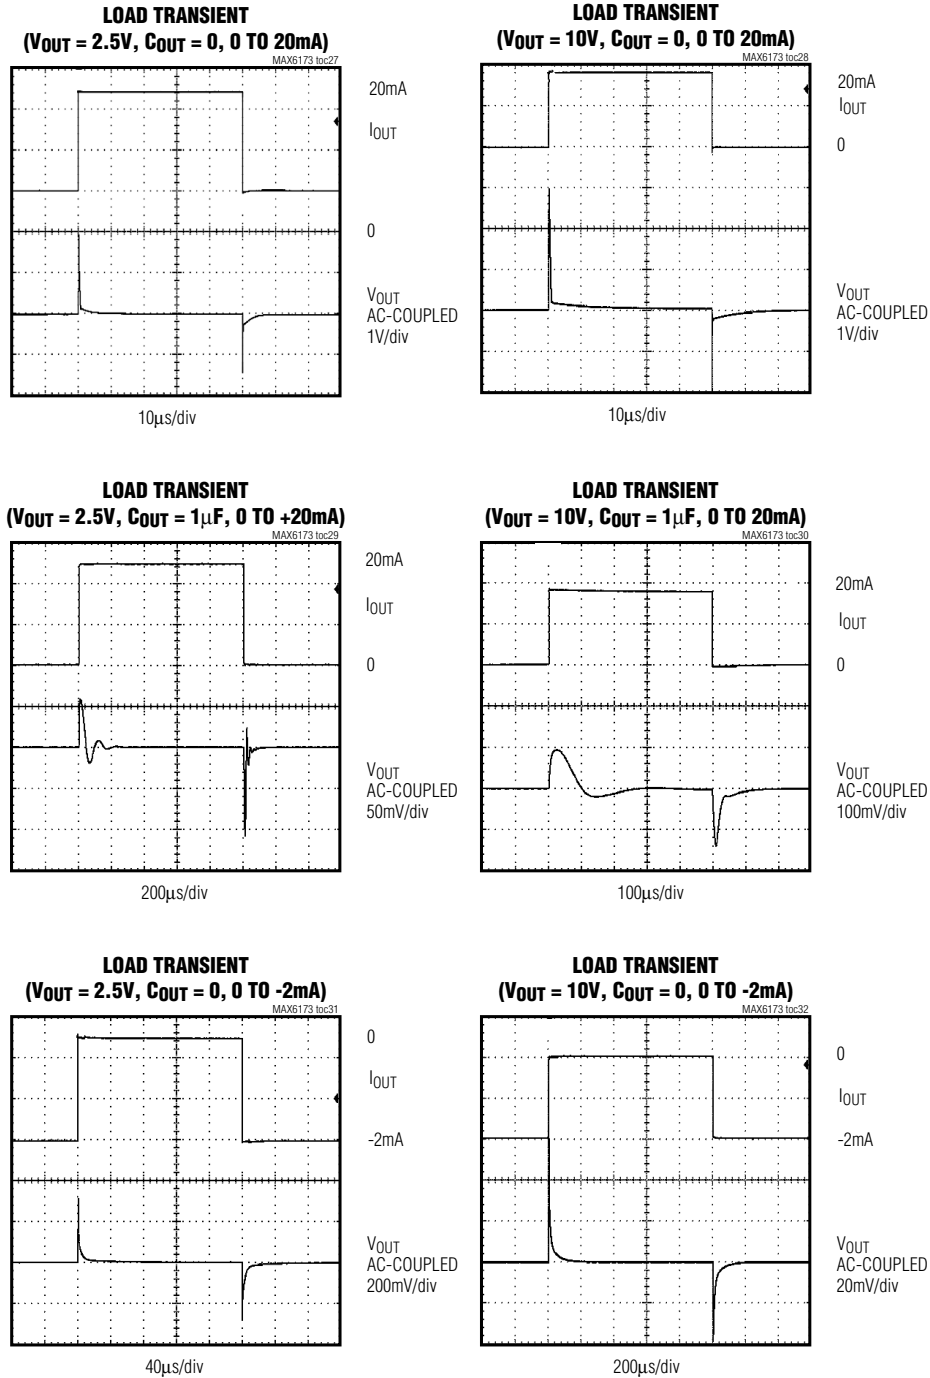 LOAD TRANSIENT
(VOUT = 2.5V, COUT = 0, 0 TO 20mA)
MAX6173 toc27
20mA
IOUT
0
VOUT
AC-COUPLED
1V/div
10µs/div
LOAD TRANSIENT
(VOUT = 10V, COUT = 0, 0 TO 20mA)
MAX6173 toc28
20mA
IOUT
0
VOUT
AC-COUPLED
1V/div
10µs/div
LOAD TRANSIENT
(VOUT = 2.5V, COUT = 1µF, 0 TO +20mA)
MAX6173 toc29
20mA
IOUT
0
VOUT
AC-COUPLED
50mV/div
200µs/div
LOAD TRANSIENT
(VOUT = 10V, COUT = 1µF, 0 TO 20mA)
MAX6173 toc30
20mA
IOUT
0
VOUT
AC-COUPLED
100mV/div
100µs/div
LOAD TRANSIENT
(VOUT = 2.5V, COUT = 0, 0 TO -2mA)
MAX6173 toc31
0
IOUT
-2mA
VOUT
AC-COUPLED
200mV/div
40µs/div
LOAD TRANSIENT
(VOUT = 10V, COUT = 0, 0 TO -2mA)
MAX6173 toc32
0
IOUT
-2mA
VOUT
AC-COUPLED
20mV/div
200µs/div